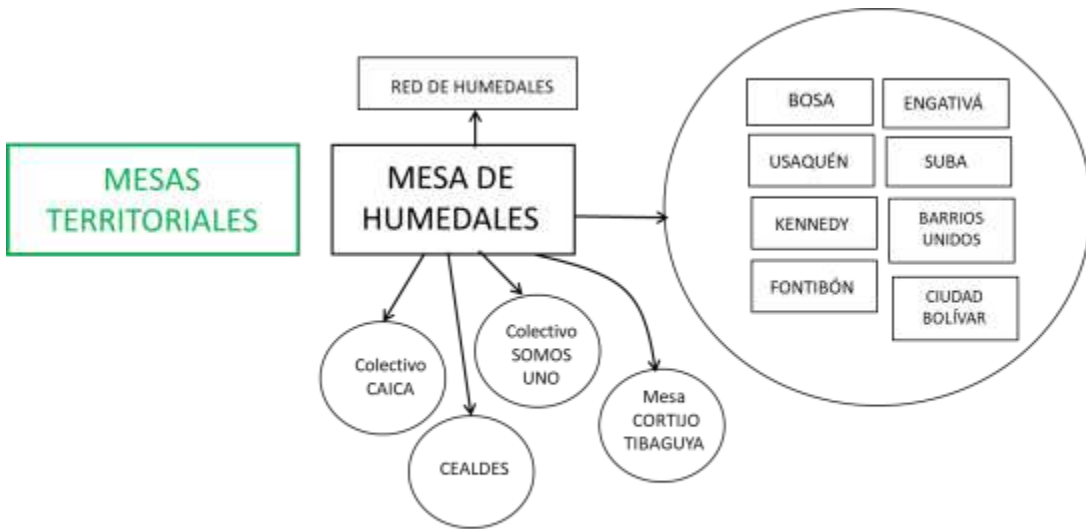 MESAS
TERRITORIALES
RED DE HUMEDALES
MESA DE
HUMEDALES
Colectivo
CAICA
CEALDES
Colectivo
SOMOS
UNO
Mesa
CORTIJO
TIBAGUYA
BOSA
ENGATIVÁ
USAQUÉN
SUBA
KENNEDY
BARRIOS
UNIDOS
FONTIBÓN
CIUDAD
BOLÍVAR